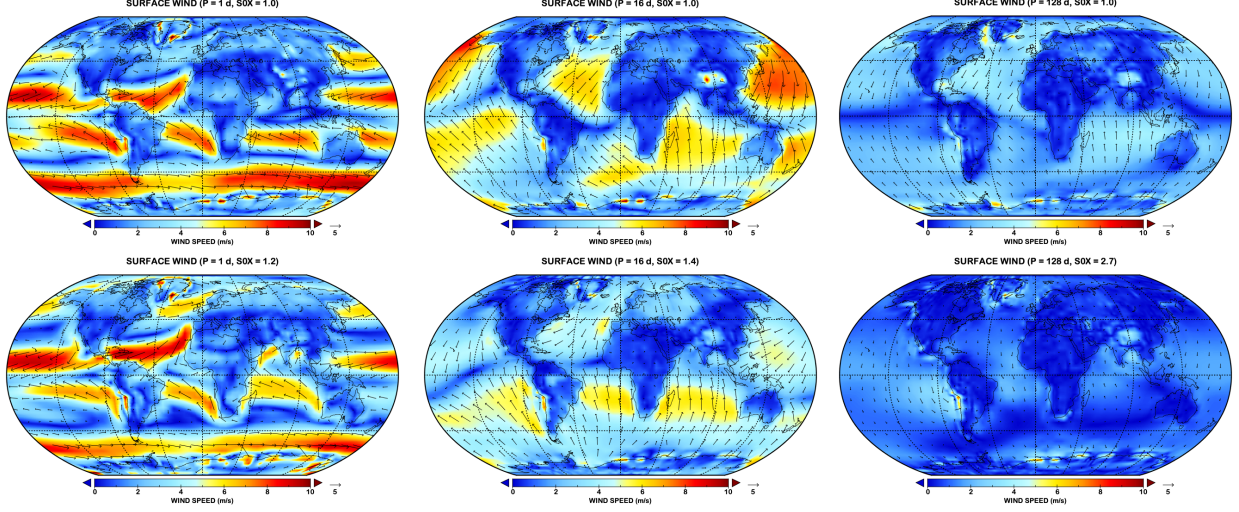 SURFACE WIND (P = 1 d, S0X = 1.0)
0 2 4 6 8 10 5
WIND SPEED (m/s)
SURFACE WIND (P = 16 d, S0X = 1.0)
0 2 4 6 8 10 5
WIND SPEED (m/s)
SURFACE WIND (P = 128 d, S0X = 1.0)
0 2 4 6 8 10 5
WIND SPEED (m/s)
SURFACE WIND (P = 1 d, S0X = 1.2)
0 2 4 6 8 10 5
WIND SPEED (m/s)
SURFACE WIND (P = 16 d, S0X = 1.4)
0 2 4 6 8 10 5
WIND SPEED (m/s)
SURFACE WIND (P = 128 d, S0X = 2.7)
0 2 4 6 8 10 5
WIND SPEED (m/s)